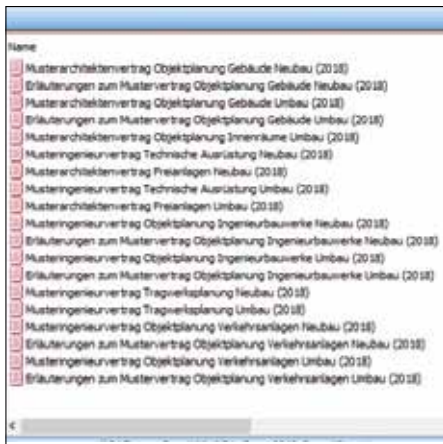 Name
Musterarchitektenvertrag Objektplanung Gebäude Neubau (2018)
Erläuterungen zum Mustervertrag Objektplanung Gebäude Neubau (2018)
Musterarchitektenvertrag Objektplanung Gebäude Umbau (2018)
Erläuterungen zum Mustervertrag Objektplanung Gebäude Umbau (2018)
Musterarchitektenvertrag Objektplanung Innenräume Umbau (2018)
Musteringenieurvertrag Technische Ausrüstung Neubau (2018)
Musterarchitektenvertrag Freianlagen Neubau (2018)
Musteringenieurvertrag Technische Ausrüstung Umbau (2018)
Musterarchitektenvertrag Freianlagen Umbau (2018)
Musteringenieurvertrag Objektplanung Ingenieurbauwerke Neubau (2018)
Erläuterungen zum Mustervertrag Objektplanung Ingenieurbauwerke Neubau (2018)
Musteringenieurvertrag Objektplanung Ingenieurbauwerke Umbau (2018)
Erläuterungen zum Mustervertrag Objektplanung Ingenieurbauwerke Umbau (2018)
Musteringenieurvertrag Tragwerksplanung Neubau (2018)
Musteringenieurvertrag Tragwerksplanung Umbau (2018)
Musteringenieurvertrag Objektplanung Verkehrsanlagen Neubau (2018)
Erläuterungen zum Mustervertrag Objektplanung Verkehrsanlagen Neubau (2018)
Musteringenieurvertrag Objektplanung Verkehrsanlagen Umbau (2018)
Erläuterungen zum Mustervertrag Objektplanung Verkehrsanlagen Umbau (2018)